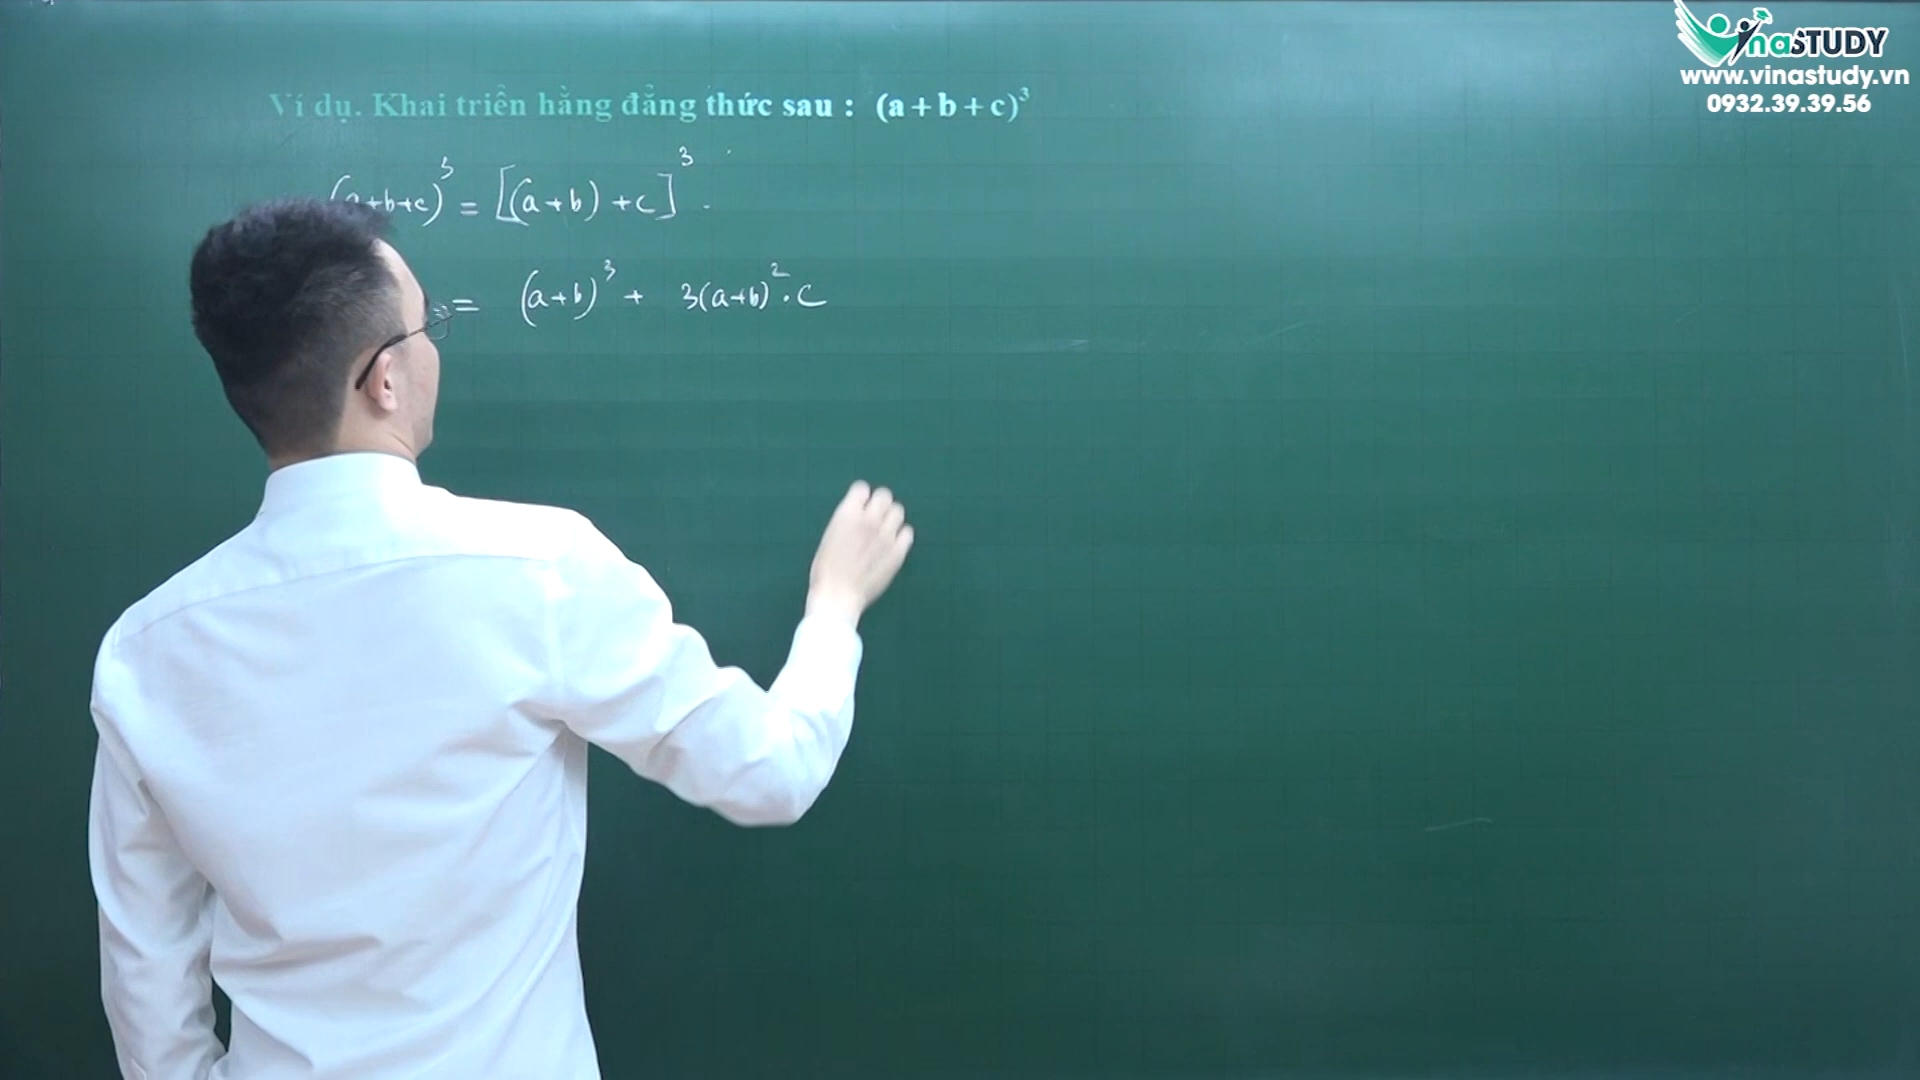 VinaSTUDY
www.vinastudy.vn
0932.39.39.56
Ví dụ. Khai triển hằng đẳng thức sau : (a + b + c)³
(a+b+c)³ = [(a+b) +c]³ .
= (a+b)³ + 3(a+b)² . c